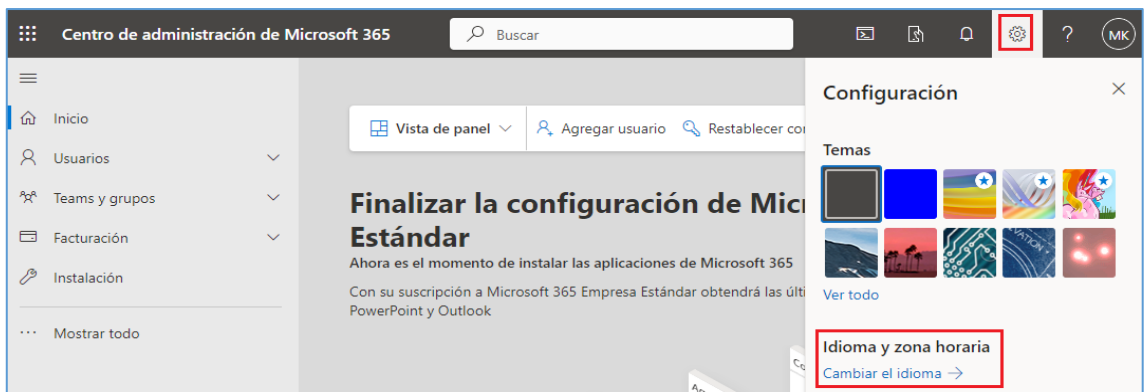 Centro de administración de Microsoft 365
Buscar
?
MK
Inicio
Usuarios
Teams y grupos
Facturación
Instalación
... Mostrar todo
Vista de panel
Agregar usuario
Restablecer co
Finalizar la configuración de Mic
Estándar
Ahora es el momento de instalar las aplicaciones de Microsoft 365
Con su suscripción a Microsoft 365 Empresa Estándar obtendrá las últi
PowerPoint y Outlook
Configuración
Temas
Ver todo
Idioma y zona horaria
Cambiar el idioma →